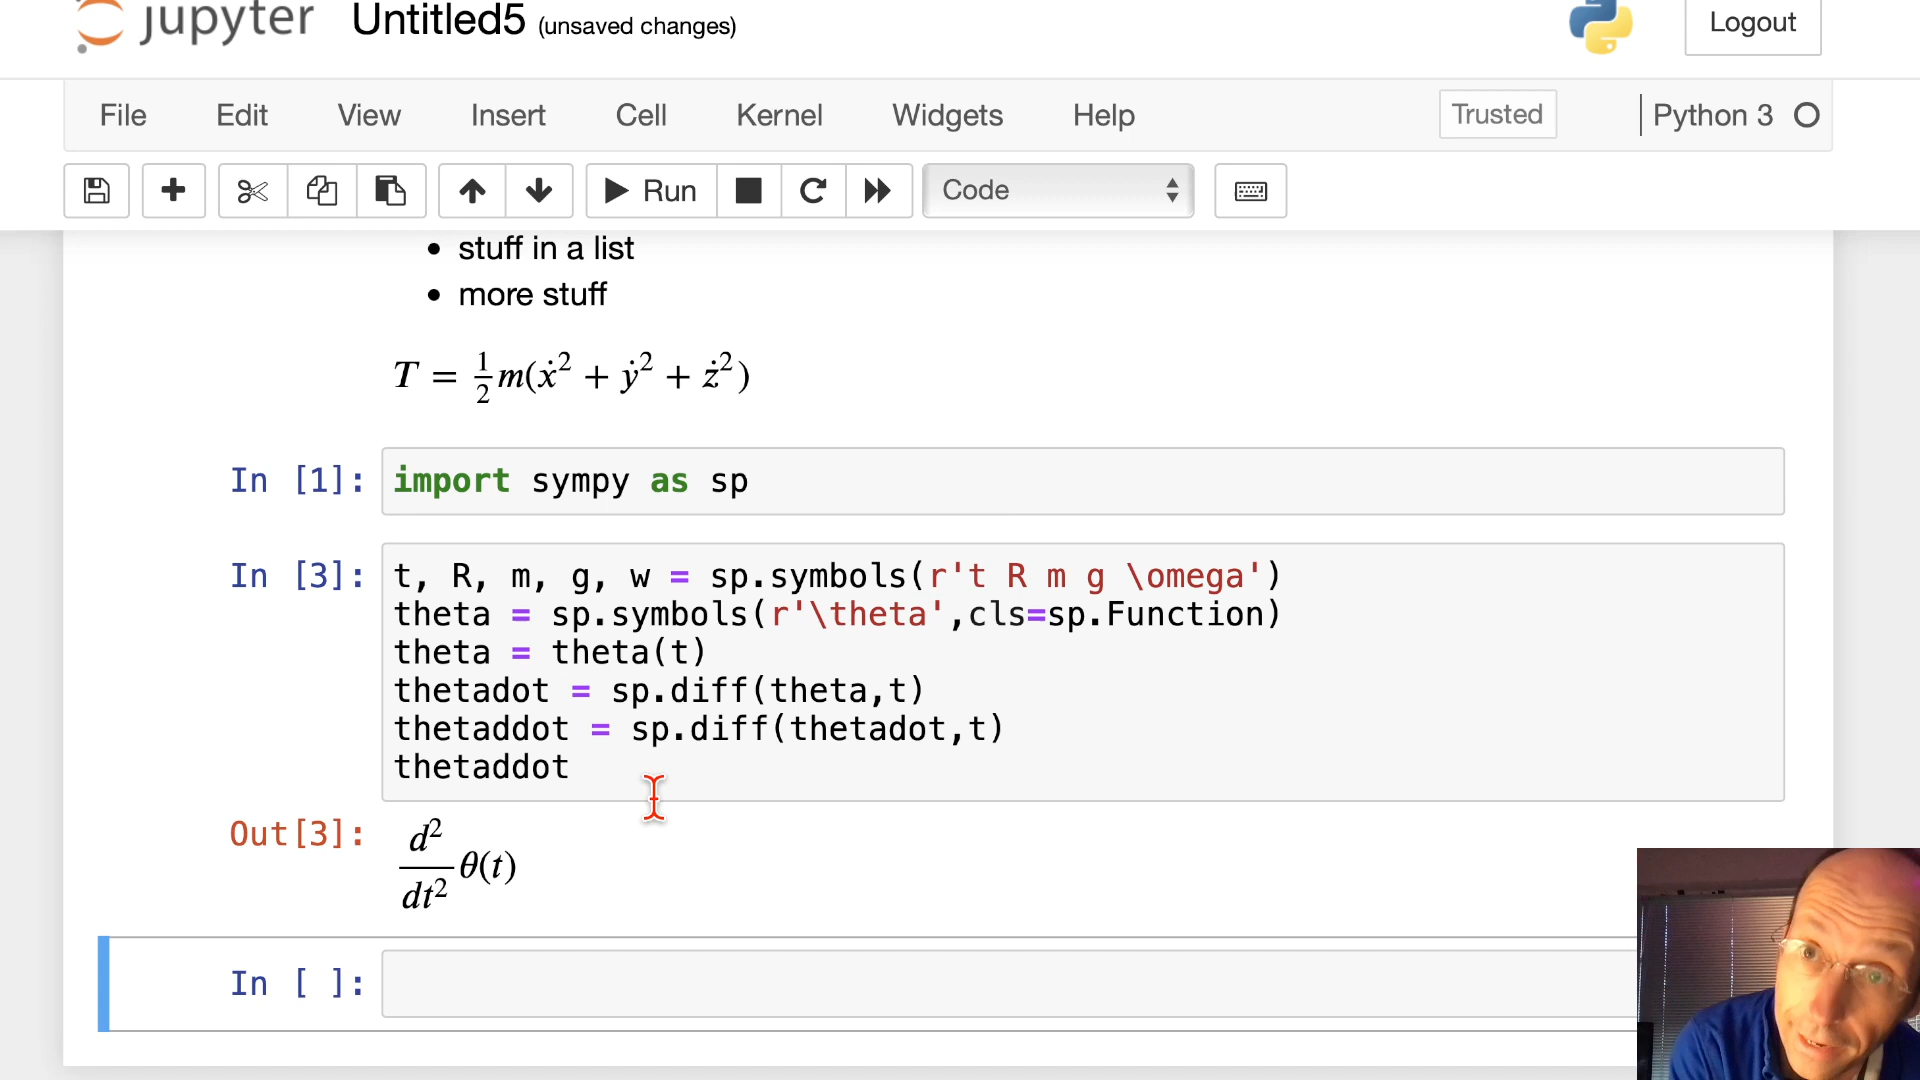 jupyter Untitled5 (unsaved changes) Logout
File Edit View Insert Cell Kernel Widgets Help Trusted Python 3
Run Code
• stuff in a list
• more stuff
T = 1/2 m(ẋ² + ẏ² + ż²)
In [1]: import sympy as sp
In [3]: t, R, m, g, w = sp.symbols(r't R m g \omega')
theta = sp.symbols(r'\theta',cls=sp.Function)
theta = theta(t)
thetadot = sp.diff(theta,t)
thetaddot = sp.diff(thetadot,t)
thetaddot
Out[3]: d²/dt² θ(t)
In [ ]: